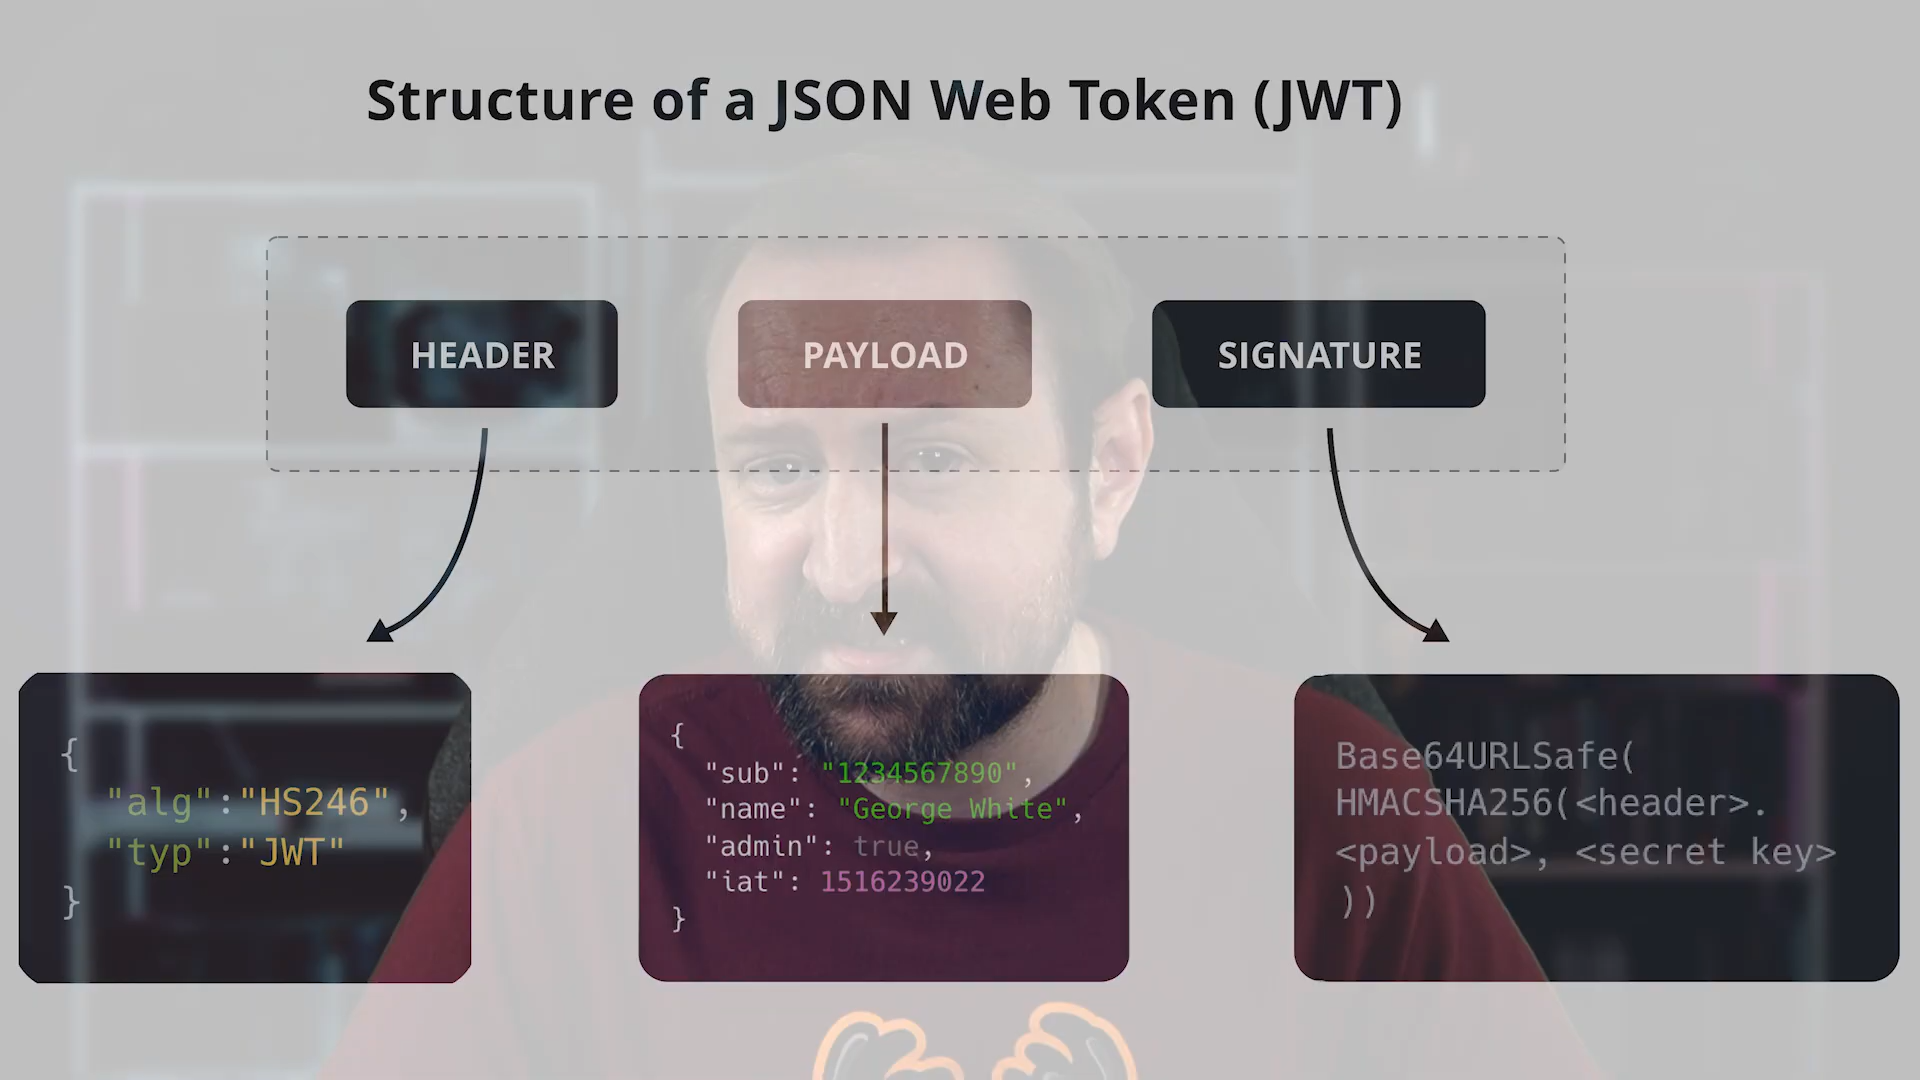 Structure of a JSON Web Token (JWT)
HEADER
PAYLOAD
SIGNATURE
{
"alg":"HS246",
"typ":"JWT"
}
{
"sub": "1234567890",
"name": "George White",
"admin": true,
"iat": 1516239022
}
Base64URLSafe(
HMACSHA256(<header>.
<payload>, <secret key>
))